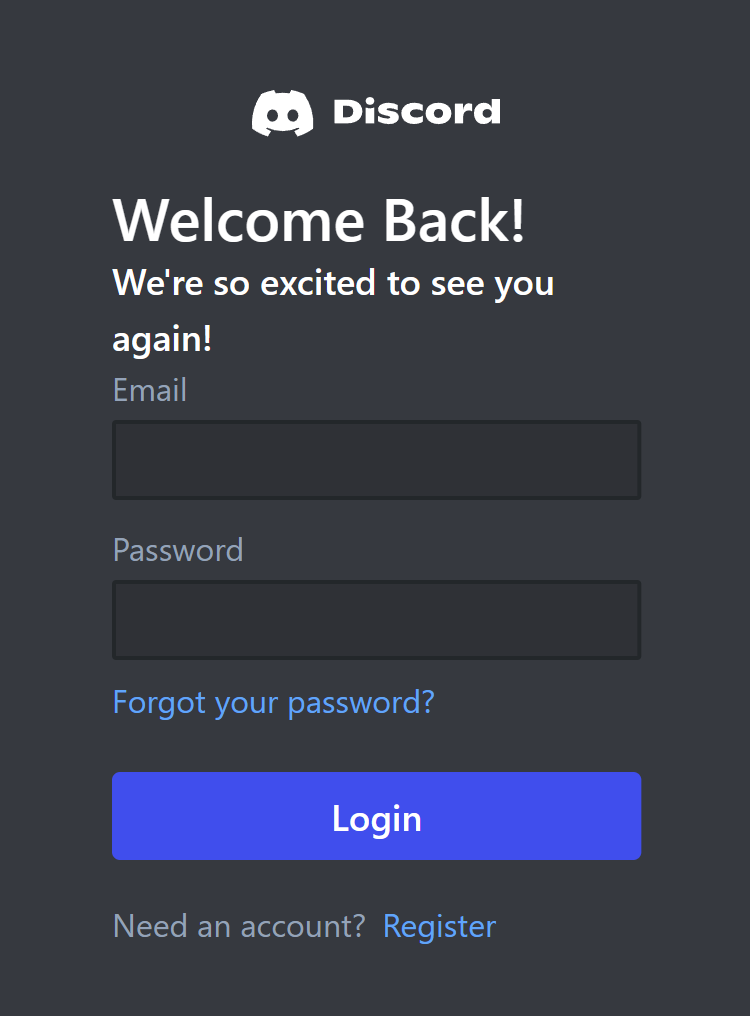 Discord
Welcome Back!
We're so excited to see you
again!
Email
Password
Forgot your password?
Login
Need an account? Register